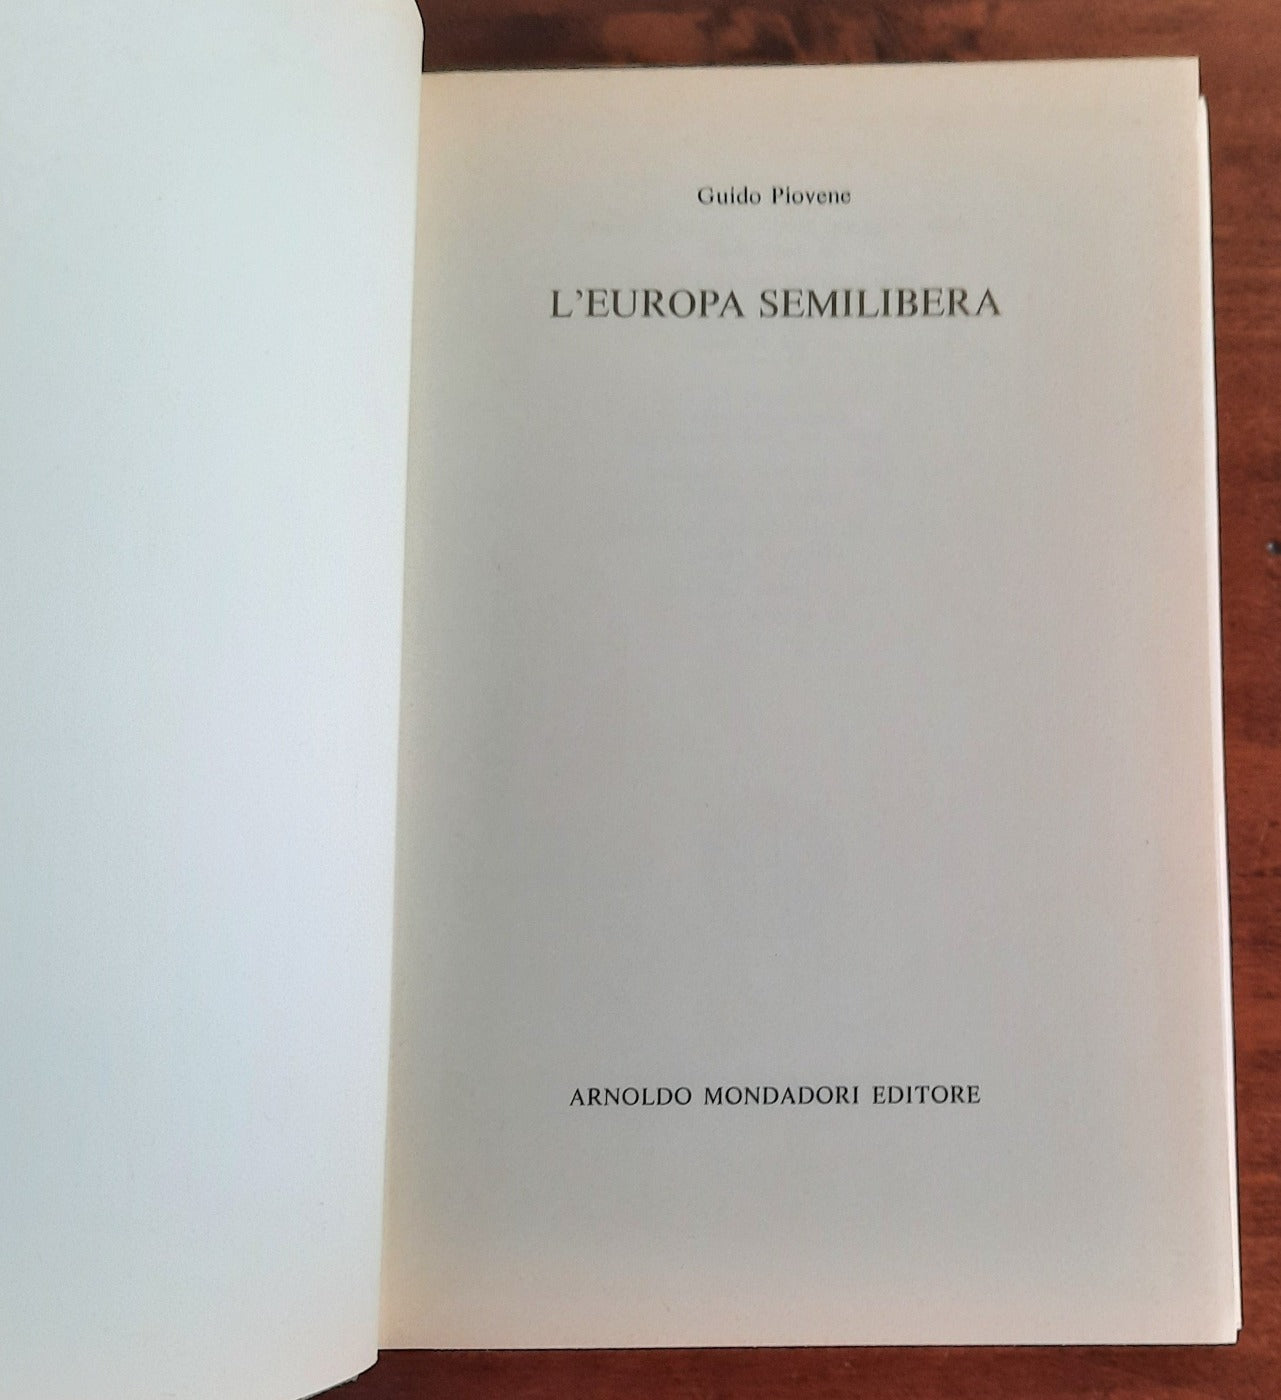 Guido Piovene
L'EUROPA SEMILIBERA
ARNOLDO MONDADORI EDITORE